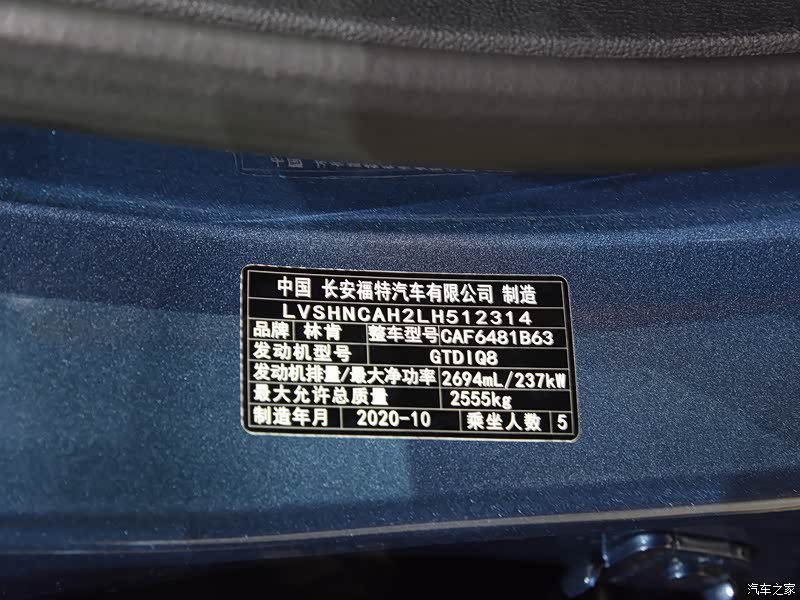 中国 长安福特汽车有限公司 制造
LVSHNCAH2LH512314
品牌 林肯 整车型号 CAF6481B63
发动机型号 GTDIQ8
发动机排量/最大净功率 2694mL/237kW
最大允许总质量 2555kg
制造年月 2020-10 乘坐人数 5
汽车之家